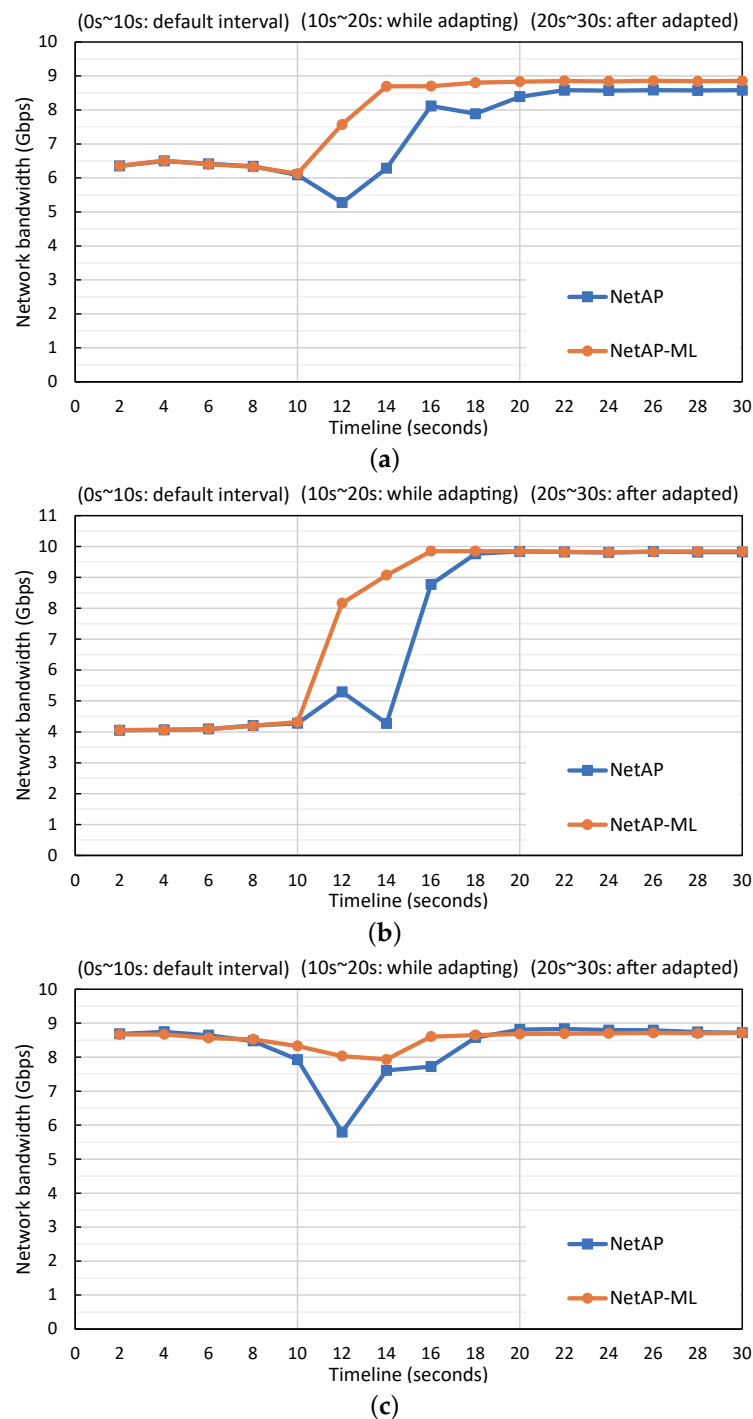 (0s~10s: default interval) (10s~20s: while adapting) (20s~30s: after adapted)
10
9
8
7
6
5
4
3
2
1
0
Network bandwidth (Gbps)
NetAP
NetAP-ML
0 2 4 6 8 10 12 14 16 18 20 22 24 26 28 30
Timeline (seconds)
(a)
(0s~10s: default interval) (10s~20s: while adapting) (20s~30s: after adapted)
11
10
9
8
7
6
5
4
3
2
1
0
Network bandwidth (Gbps)
NetAP
NetAP-ML
0 2 4 6 8 10 12 14 16 18 20 22 24 26 28 30
Timeline (seconds)
(b)
(0s~10s: default interval) (10s~20s: while adapting) (20s~30s: after adapted)
10
9
8
7
6
5
4
3
2
1
0
Network bandwidth (Gbps)
NetAP
NetAP-ML
0 2 4 6 8 10 12 14 16 18 20 22 24 26 28 30
Timeline (seconds)
(c)